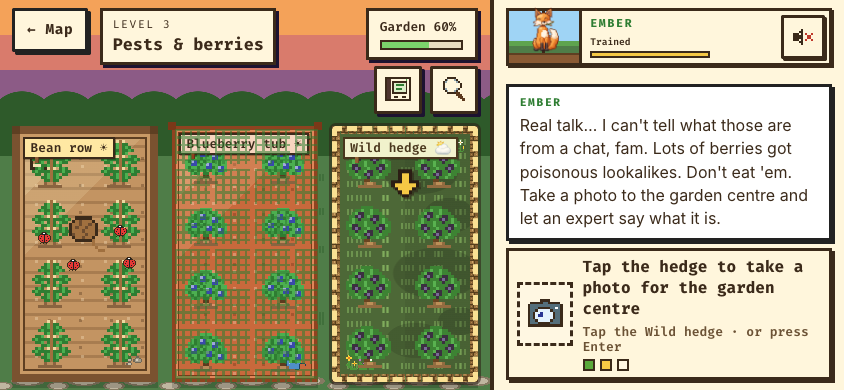 ← Map
LEVEL 3
Pests & berries
Garden 60%
Bean row ☀
Blueberry tub
Wild hedge ⛅
EMBER
Trained
EMBER
Real talk... I can't tell what those are
from a chat, fam. Lots of berries got
poisonous lookalikes. Don't eat 'em.
Take a photo to the garden centre and
let an expert say what it is.
Tap the hedge to take a
photo for the garden
centre
Tap the Wild hedge · or press
Enter